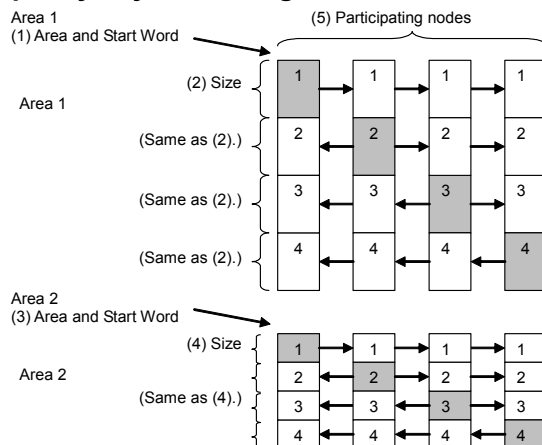 Area 1
(1) Area and Start Word
(5) Participating nodes
(2) Size
1 1 1 1
Area 1
(Same as (2).)
2 2 2 2
(Same as (2).)
3 3 3 3
(Same as (2).)
4 4 4 4
Area 2
(3) Area and Start Word
(4) Size
1 1 1 1
Area 2
2 2 2 2
(Same as (4).)
3 3 3 3
4 4 4 4